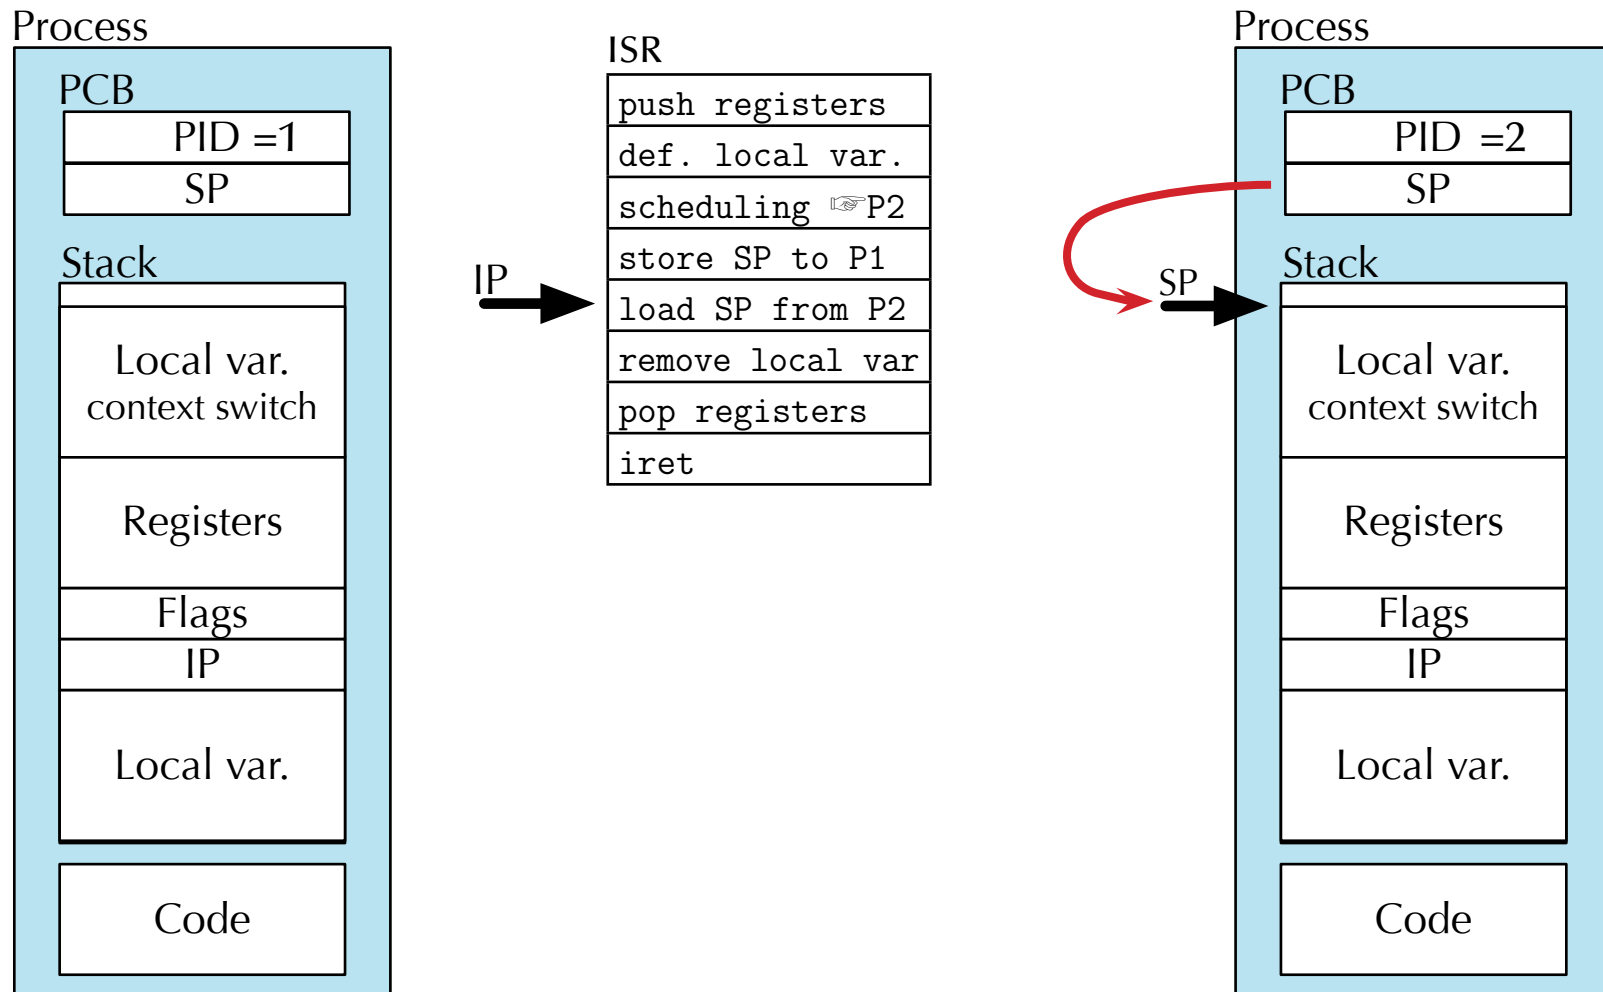 Process
PCB
PID =1
SP
Stack
Local var.
context switch
Registers
Flags
IP
Local var.
Code
IP
ISR
push registers
def. local var.
scheduling ☞P2
store SP to P1
load SP from P2
remove local var
pop registers
iret
Process
PCB
PID =2
SP
SP
Stack
Local var.
context switch
Registers
Flags
IP
Local var.
Code